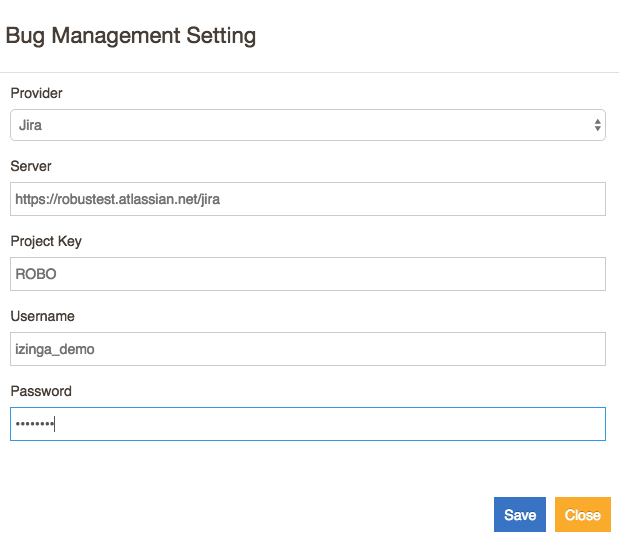 Bug Management Setting
Provider
Jira
Server
https://robustest.atlassian.net/jira
Project Key
ROBO
Username
izinga_demo
Password
••••••••
Save Close